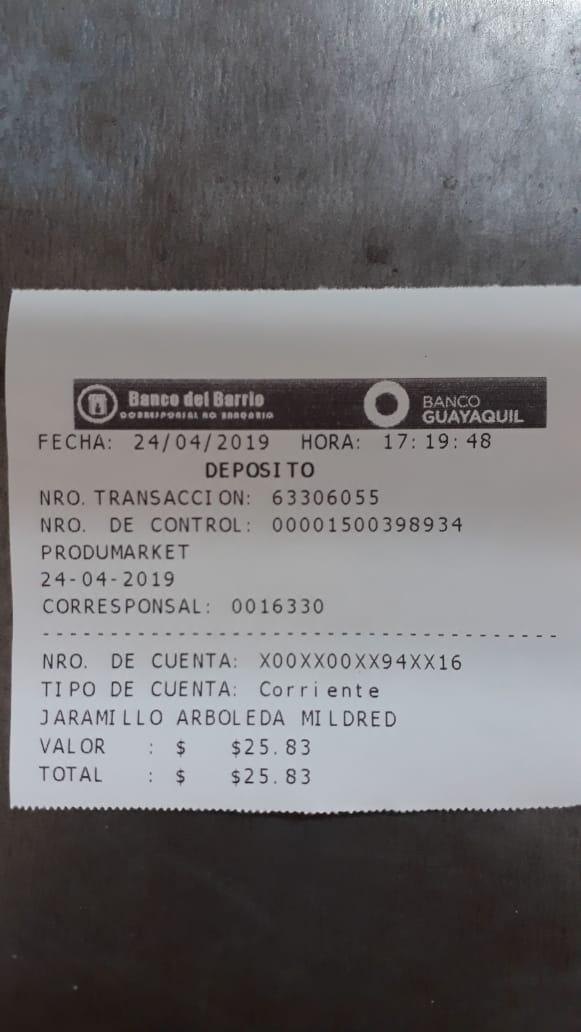 Banco del Barrio
CORRESPONSAL NO BANCARIO
BANCO
GUAYAQUIL
FECHA: 24/04/2019 HORA: 17:19:48
DEPOSITO
NRO. TRANSACCION: 63306055
NRO. DE CONTROL: 00001500398934
PRODUMARKET
24-04-2019
CORRESPONSAL: 0016330
--------------------------------------
NRO. DE CUENTA: X00XX00XX94XX16
TIPO DE CUENTA: Corriente
JARAMILLO ARBOLEDA MILDRED
VALOR : $ $25.83
TOTAL : $ $25.83